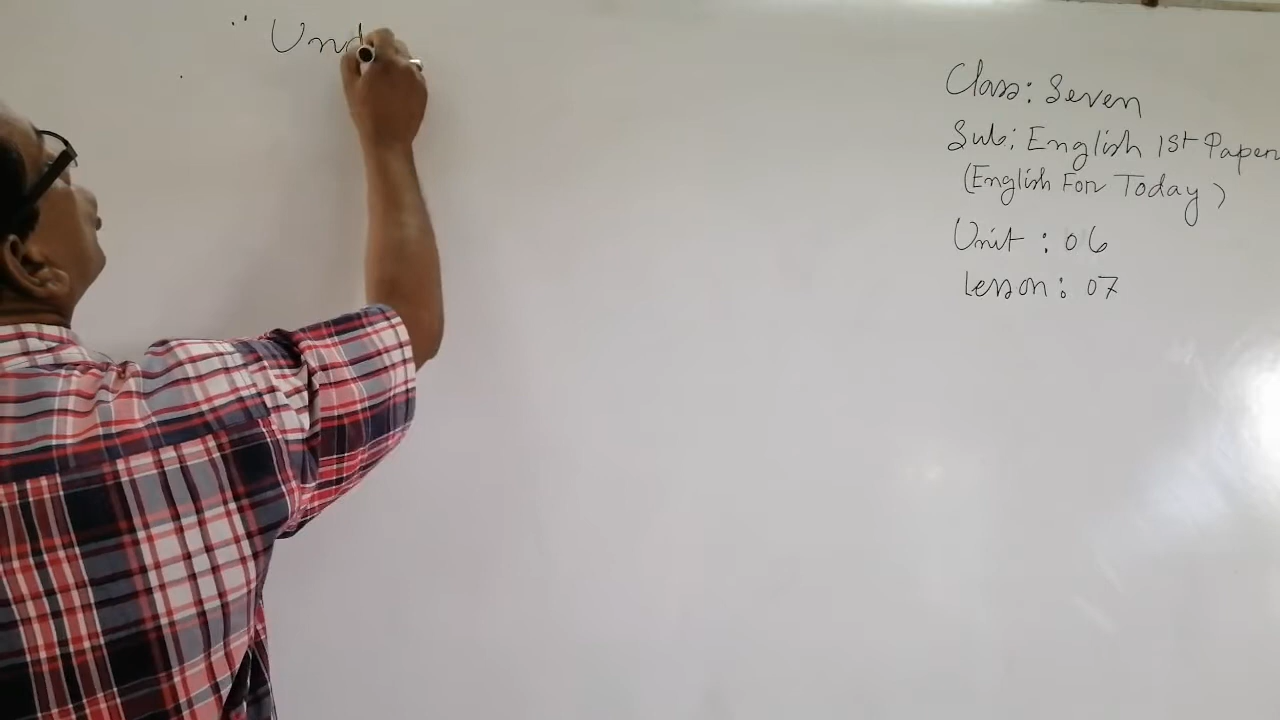 " Und
Class: Seven
Sub: English 1st Paper
(English For Today)
Unit : 06
Lesson: 07